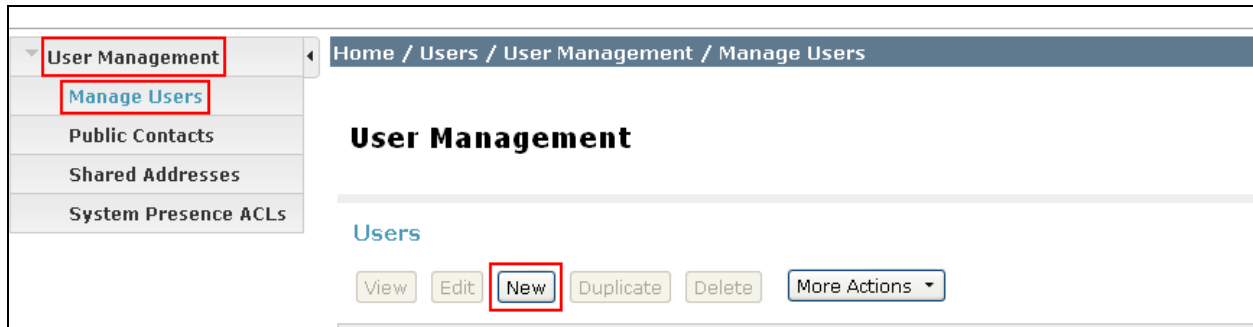 User Management
Manage Users
Public Contacts
Shared Addresses
System Presence ACLs
Home / Users / User Management / Manage Users
User Management
Users
View Edit New Duplicate Delete More Actions